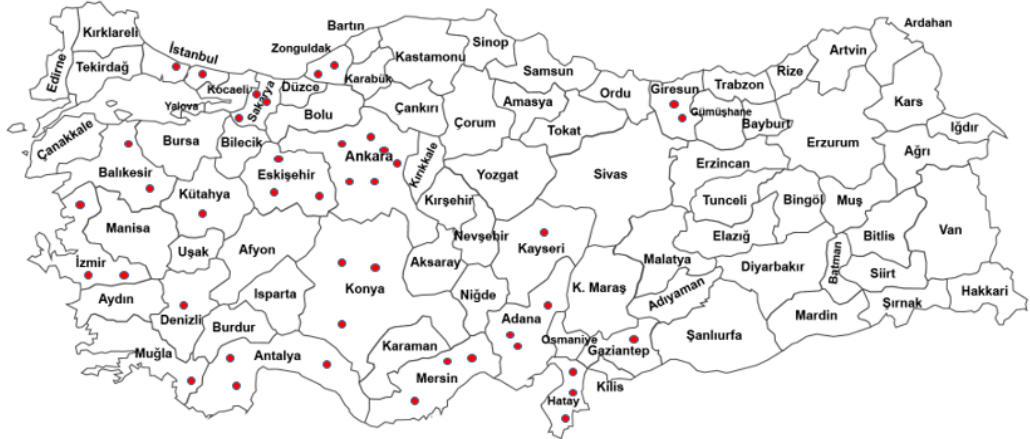 Kırklareli
Edirne
Tekirdağ
İstanbul
Kocaeli
Yalova
Sakarya
Düzce
Zonguldak
Bartın
Karabük
Kastamonu
Sinop
Samsun
Ordu
Giresun
Trabzon
Gümüşhane
Bayburt
Rize
Artvin
Ardahan
Kars
Iğdır
Çanakkale
Bursa
Bilecik
Bolu
Çankırı
Çorum
Amasya
Tokat
Erzurum
Ağrı
Balıkesir
Kütahya
Eskişehir
Ankara
Kırıkkale
Yozgat
Sivas
Erzincan
Tunceli
Bingöl
Muş
Van
Manisa
Uşak
Afyon
Kırşehir
Nevşehir
Kayseri
Malatya
Elazığ
Diyarbakır
Batman
Bitlis
Siirt
Hakkari
İzmir
Aydın
Denizli
Isparta
Burdur
Konya
Aksaray
Niğde
Adana
K. Maraş
Adıyaman
Şanlıurfa
Mardin
Şırnak
Muğla
Antalya
Karaman
Mersin
Osmaniye
Gaziantep
Kilis
Hatay